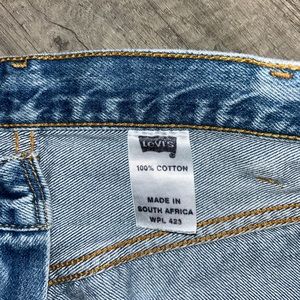 Levi's
100% COTTON
MADE IN
SOUTH AFRICA
WPL 423